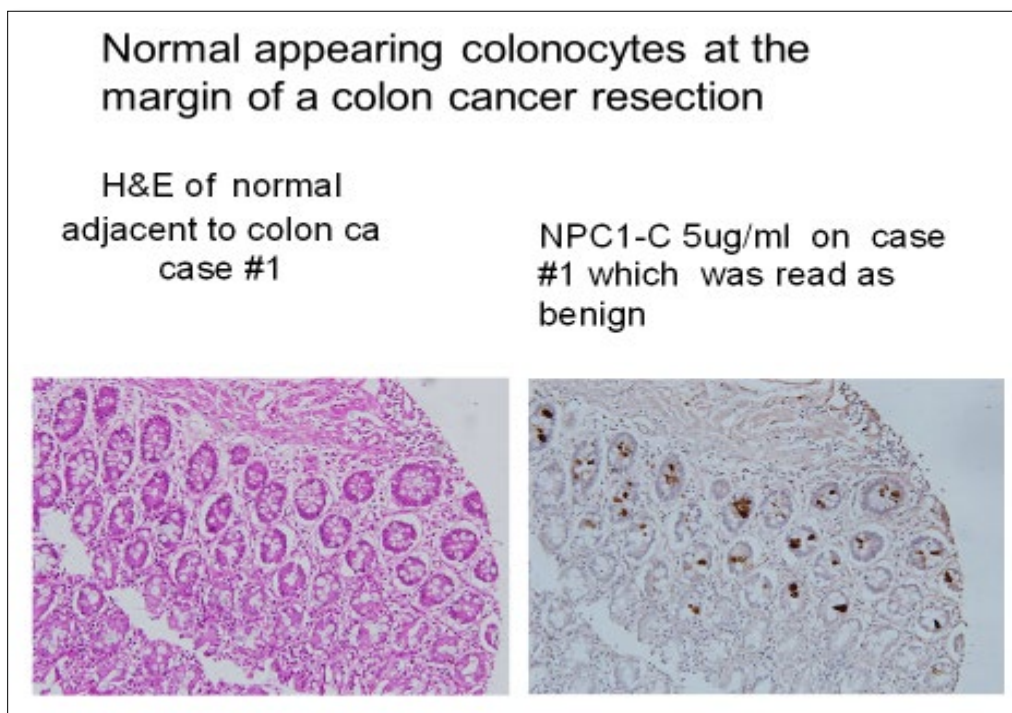 Normal appearing colonocytes at the
margin of a colon cancer resection
H&E of normal
adjacent to colon ca
case #1
NPC1-C 5ug/ml on case
#1 which was read as
benign